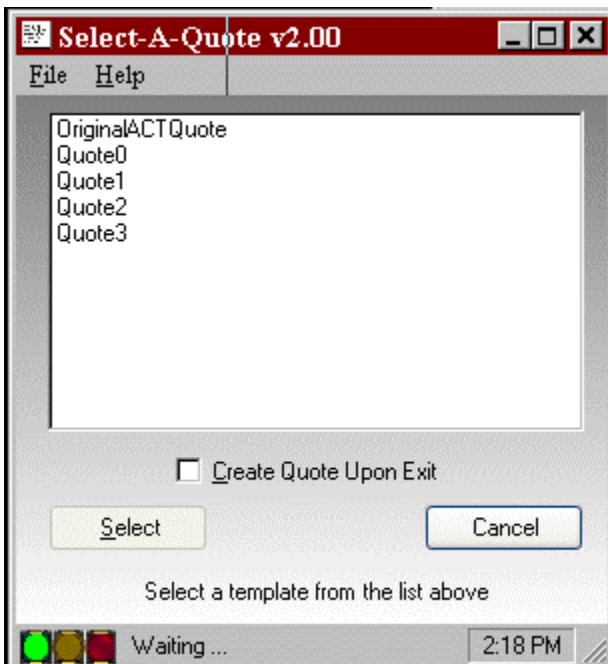 Select-A-Quote v2.00
File Help
OriginalACTQuote
Quote0
Quote1
Quote2
Quote3
Create Quote Upon Exit
Select Cancel
Select a template from the list above
Waiting ... 2:18 PM